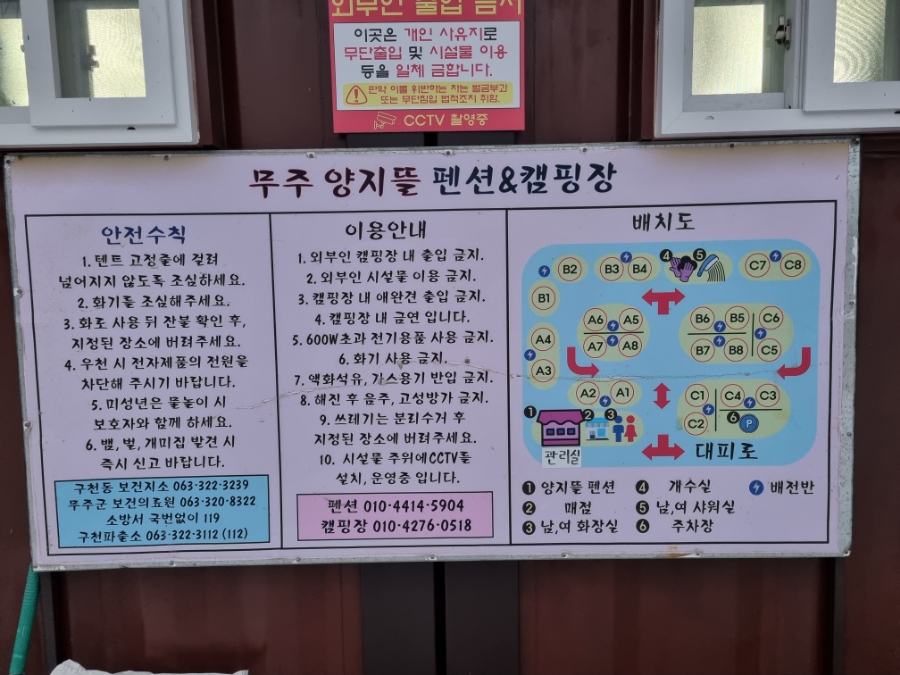 외부인 출입 금지
이곳은 개인 사유지로
무단출입 및 시설물 이용
등을 일체 금합니다.
만약 이를 위반하는 자는 벌금부과
또는 무단침입 법적조치 취함.
CCTV 촬영중
무주 양지뜰 펜션&캠핑장
안전수칙
1. 텐트 고정줄에 걸려
넘어지지 않도록 조심하세요.
2. 화기를 조심해주세요.
3. 화로 사용 뒤 잔불 확인 후,
지정된 장소에 버려주세요.
4. 우천 시 전자제품의 전원을
차단해 주시기 바랍니다.
5. 미성년은 물놀이 시
보호자와 함께 하세요.
6. 뱀, 벌, 개미집 발견 시
즉시 신고 바랍니다.
구천동 보건지소 063-322-3239
무주군 보건의료원 063-320-8322
소방서 국번없이 119
구천파출소 063-322-3112 (112)
이용안내
1. 외부인 캠핑장 내 출입 금지.
2. 외부인 시설물 이용 금지.
3. 캠핑장 내 애완견 출입 금지.
4. 캠핑장 내 금연 입니다.
5. 600W초과 전기용품 사용 금지.
6. 화기 사용 금지.
7. 액화석유, 가스용기 반입 금지.
8. 해진 후 음주, 고성방가 금지.
9. 쓰레기는 분리수거 후
지정된 장소에 버려주세요.
10. 시설물 주위에CCTV를
설치, 운영중 입니다.
펜션 010-4414-5904
캠핑장 010-4276-0518
배치도
B2 B3 B4 4 5 C7 C8
B1
A6 A5 B6 B5 C6
A4 A7 A8 B7 B8 C5
A3
A2 A1 C1 C4 C3
1 2 3 C2 6 P
관리실 대피로
1 양지뜰 펜션 4 개수실 배전반
2 매점 5 남,여 샤워실
3 남,여 화장실 6 주차장